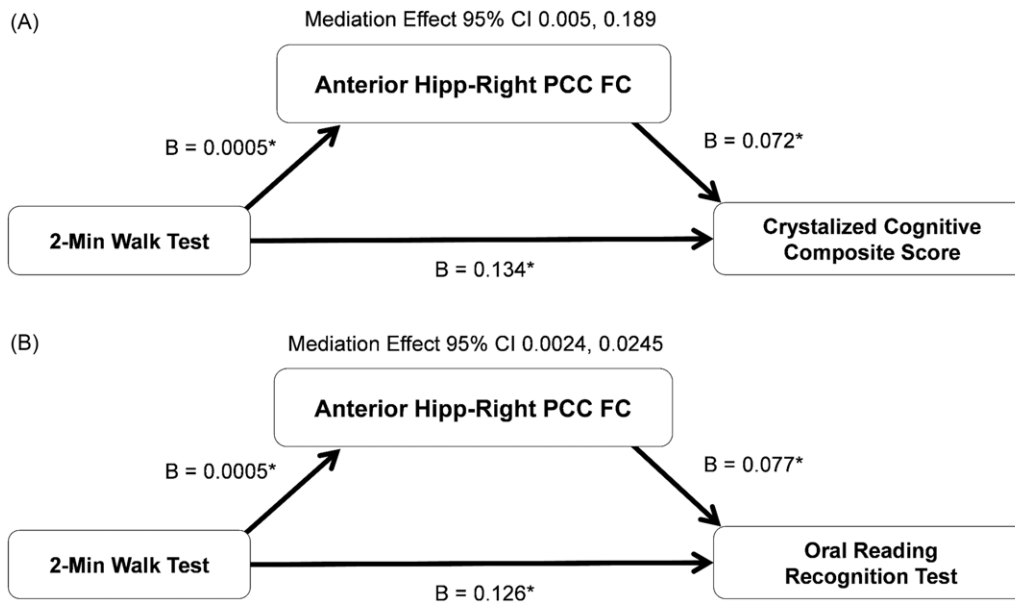 (A)
Mediation Effect 95% CI 0.005, 0.189
Anterior Hipp-Right PCC FC
B = 0.0005*
B = 0.072*
2-Min Walk Test
Crystalized Cognitive
Composite Score
B = 0.134*
(B)
Mediation Effect 95% CI 0.0024, 0.0245
Anterior Hipp-Right PCC FC
B = 0.0005*
B = 0.077*
2-Min Walk Test
Oral Reading
Recognition Test
B = 0.126*